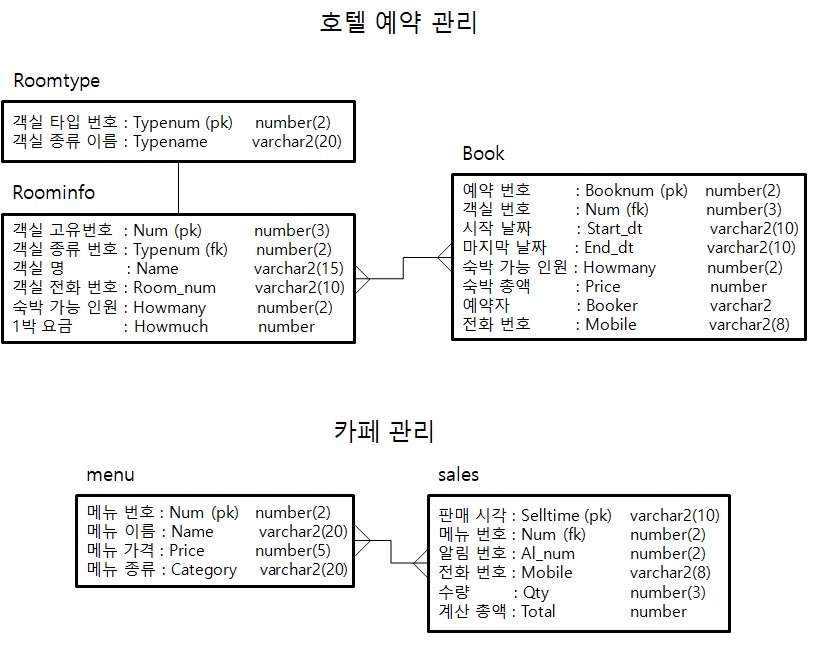 호텔 예약 관리
Roomtype
객실 타입 번호 : Typenum (pk) number(2)
객실 종류 이름 : Typename varchar2(20)
Roominfo
객실 고유번호 : Num (pk) number(3)
객실 종류 번호 : Typenum (fk) number(2)
객실 명 : Name varchar2(15)
객실 전화 번호 : Room_num varchar2(10)
숙박 가능 인원 : Howmany number(2)
1박 요금 : Howmuch number
Book
예약 번호 : Booknum (pk) number(2)
객실 번호 : Num (fk) number(3)
시작 날짜 : Start_dt varchar2(10)
마지막 날짜 : End_dt varchar2(10)
숙박 가능 인원 : Howmany number(2)
숙박 총액 : Price number
예약자 : Booker varchar2
전화 번호 : Mobile varchar2(8)
카페 관리
menu
메뉴 번호 : Num (pk) number(2)
메뉴 이름 : Name varchar2(20)
메뉴 가격 : Price number(5)
메뉴 종류 : Category varchar2(20)
sales
판매 시각 : Selltime (pk) varchar2(10)
메뉴 번호 : Num (fk) number(2)
알림 번호 : Al_num number(2)
전화 번호 : Mobile varchar2(8)
수량 : Qty number(3)
계산 총액 : Total number